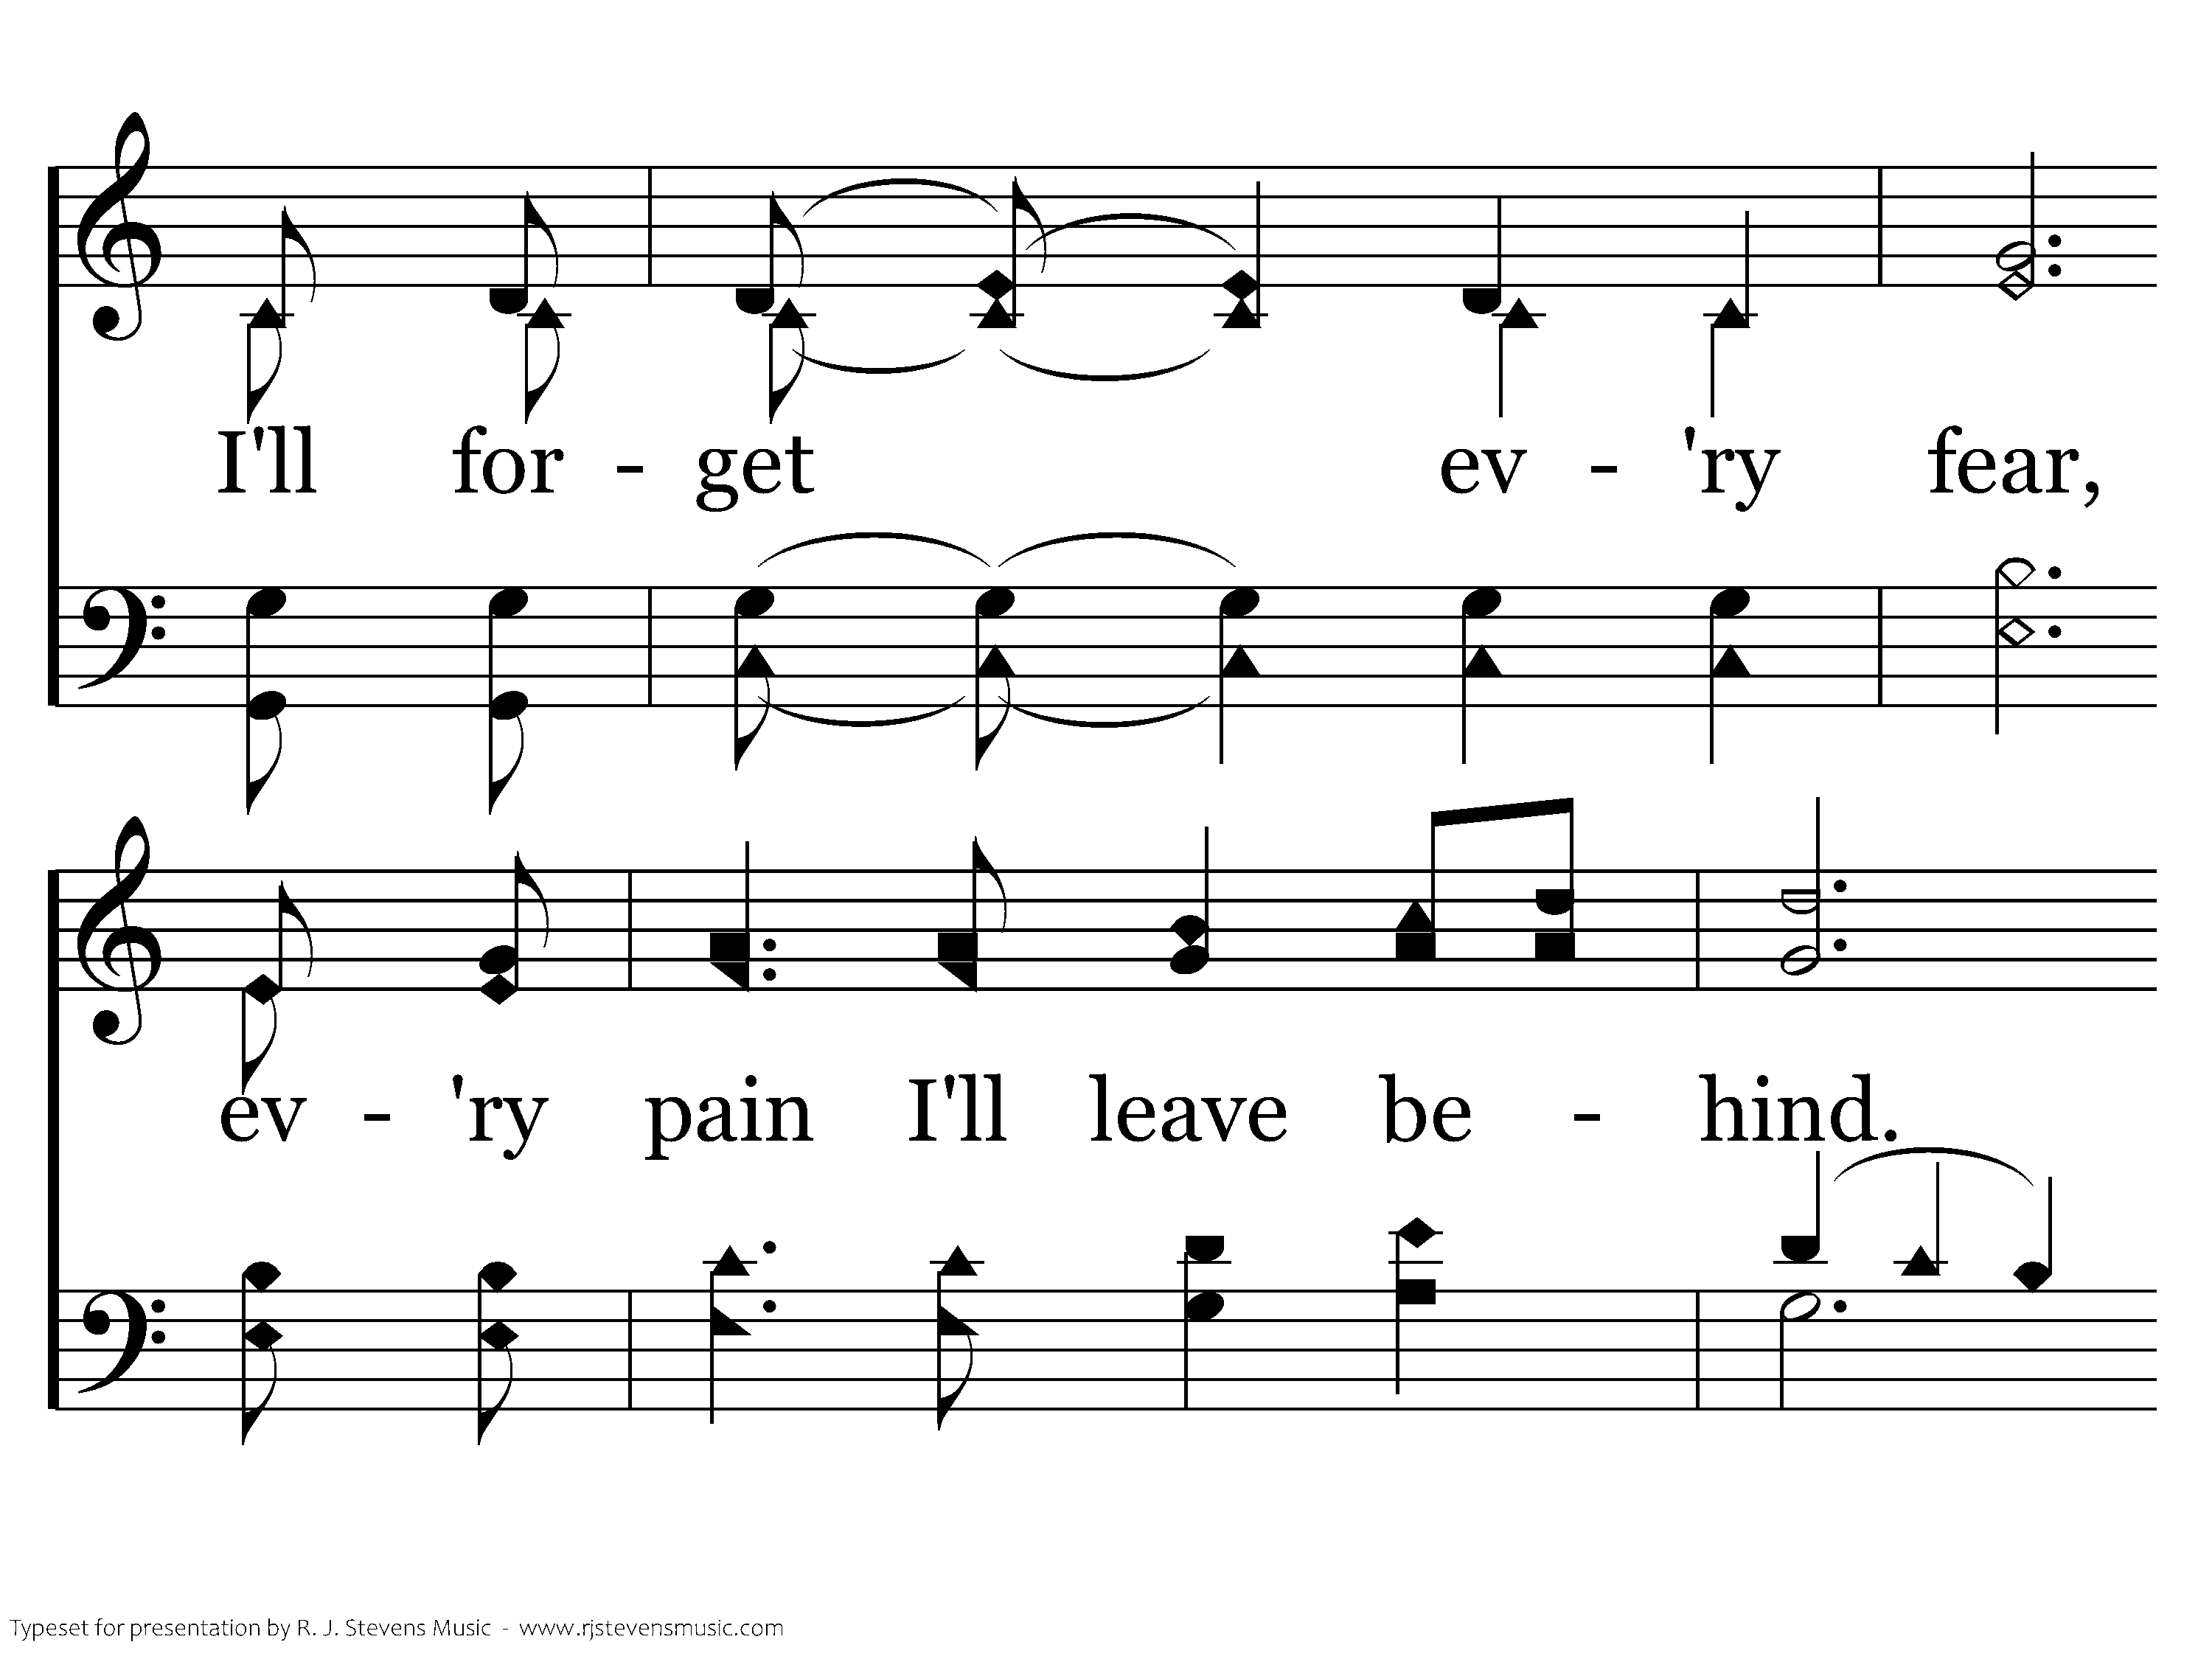 I'll for - get ev - 'ry fear,
ev - 'ry pain I'll leave be - hind.
Typeset for presentation by R. J. Stevens Music - www.rjstevensmusic.com